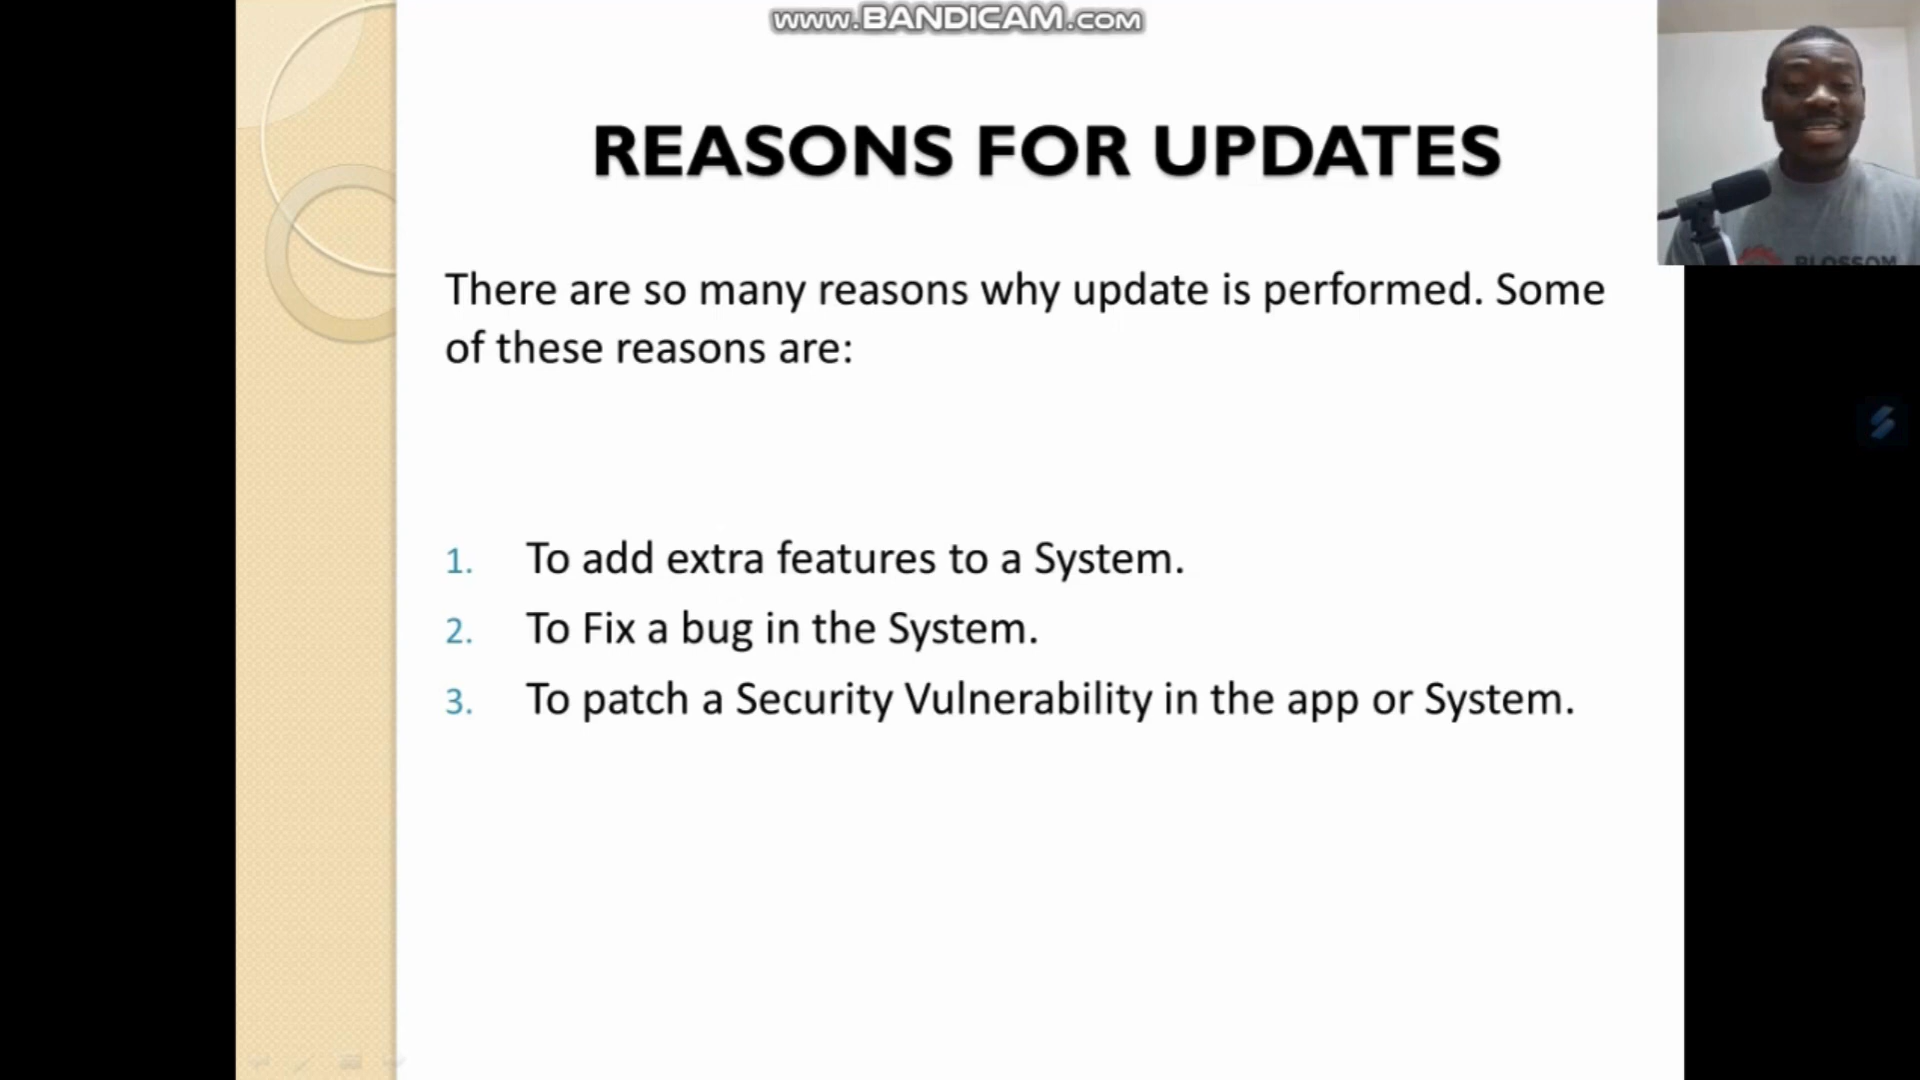 www.BANDICAM.com
REASONS FOR UPDATES
There are so many reasons why update is performed. Some
of these reasons are:
1. To add extra features to a System.
2. To Fix a bug in the System.
3. To patch a Security Vulnerability in the app or System.
BLOSSOM